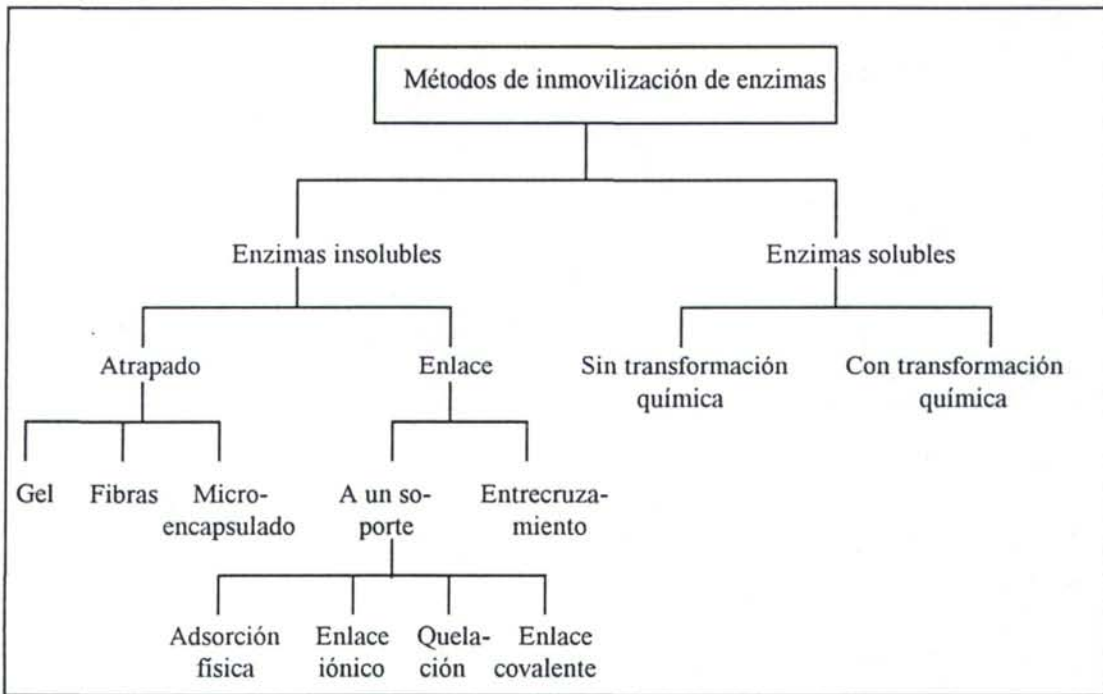 Métodos de inmovilización de enzimas
Enzimas insolubles
Enzimas solubles
Atrapado
Enlace
Sin transformación
química
Con transformación
química
Gel
Fibras
Micro-
encapsulado
A un so-
porte
Entrecruza-
miento
Adsorción
física
Enlace
iónico
Quela-
ción
Enlace
covalente